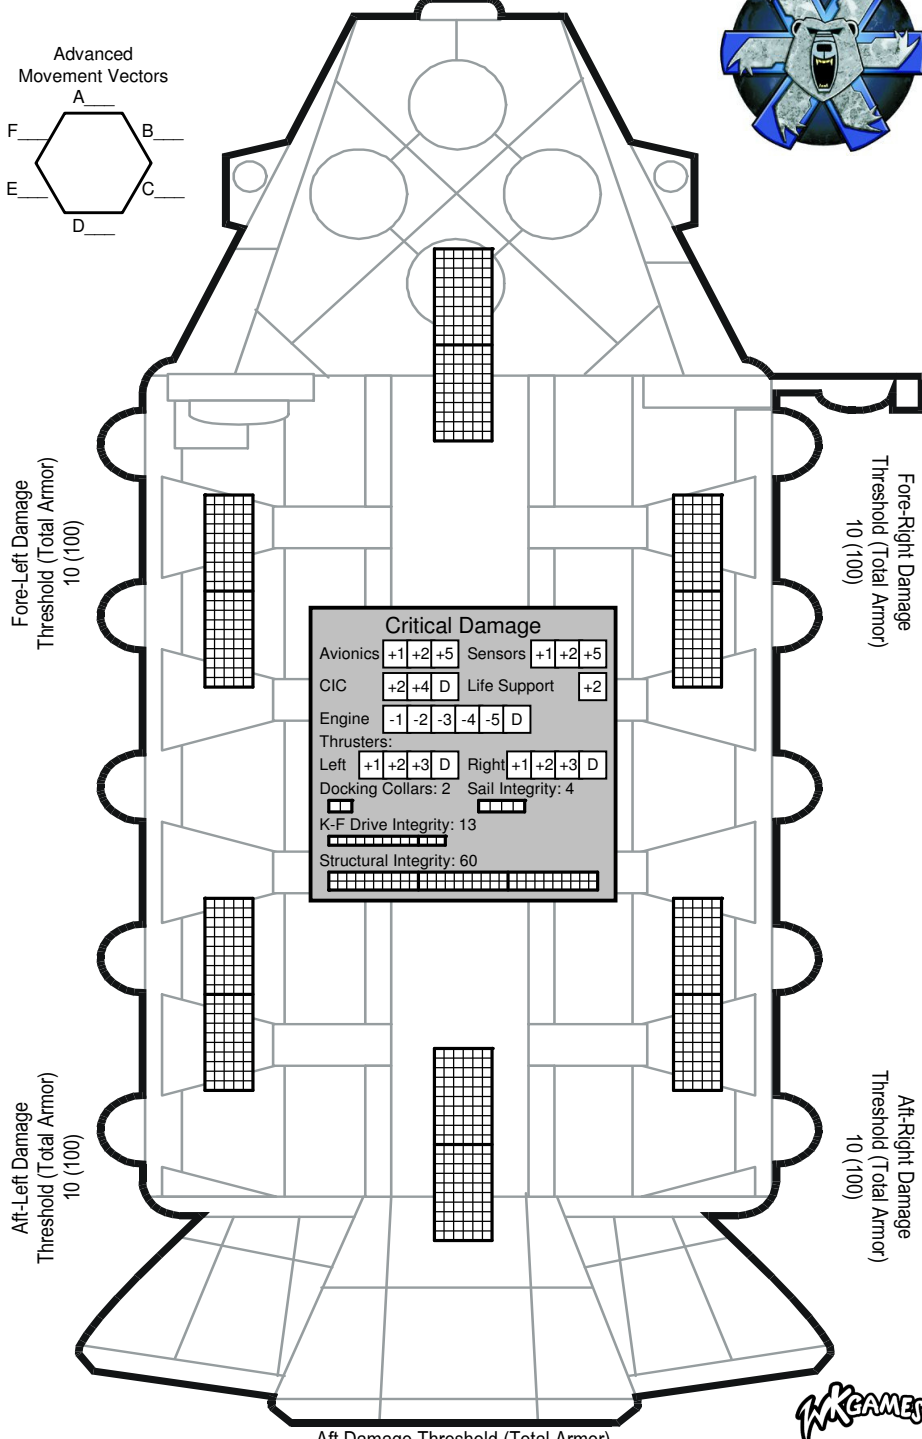 Advanced
Movement Vectors
A___
F___
B___
E___
C___
D___
Fore-Left Damage
Threshold (Total Armor)
10 (100)
Fore-Right Damage
Threshold (Total Armor)
10 (100)
Critical Damage
Avionics +1 +2 +5 Sensors +1 +2 +5
CIC +2 +4 D Life Support +2
Engine -1 -2 -3 -4 -5 D
Thrusters:
Left +1 +2 +3 D Right +1 +2 +3 D
Docking Collars: 2 Sail Integrity: 4
K-F Drive Integrity: 13
Structural Integrity: 60
Aft-Left Damage
Threshold (Total Armor)
10 (100)
Aft-Right Damage
Threshold (Total Armor)
10 (100)
WKGAMES
Aft Damage Threshold (Total Armor)